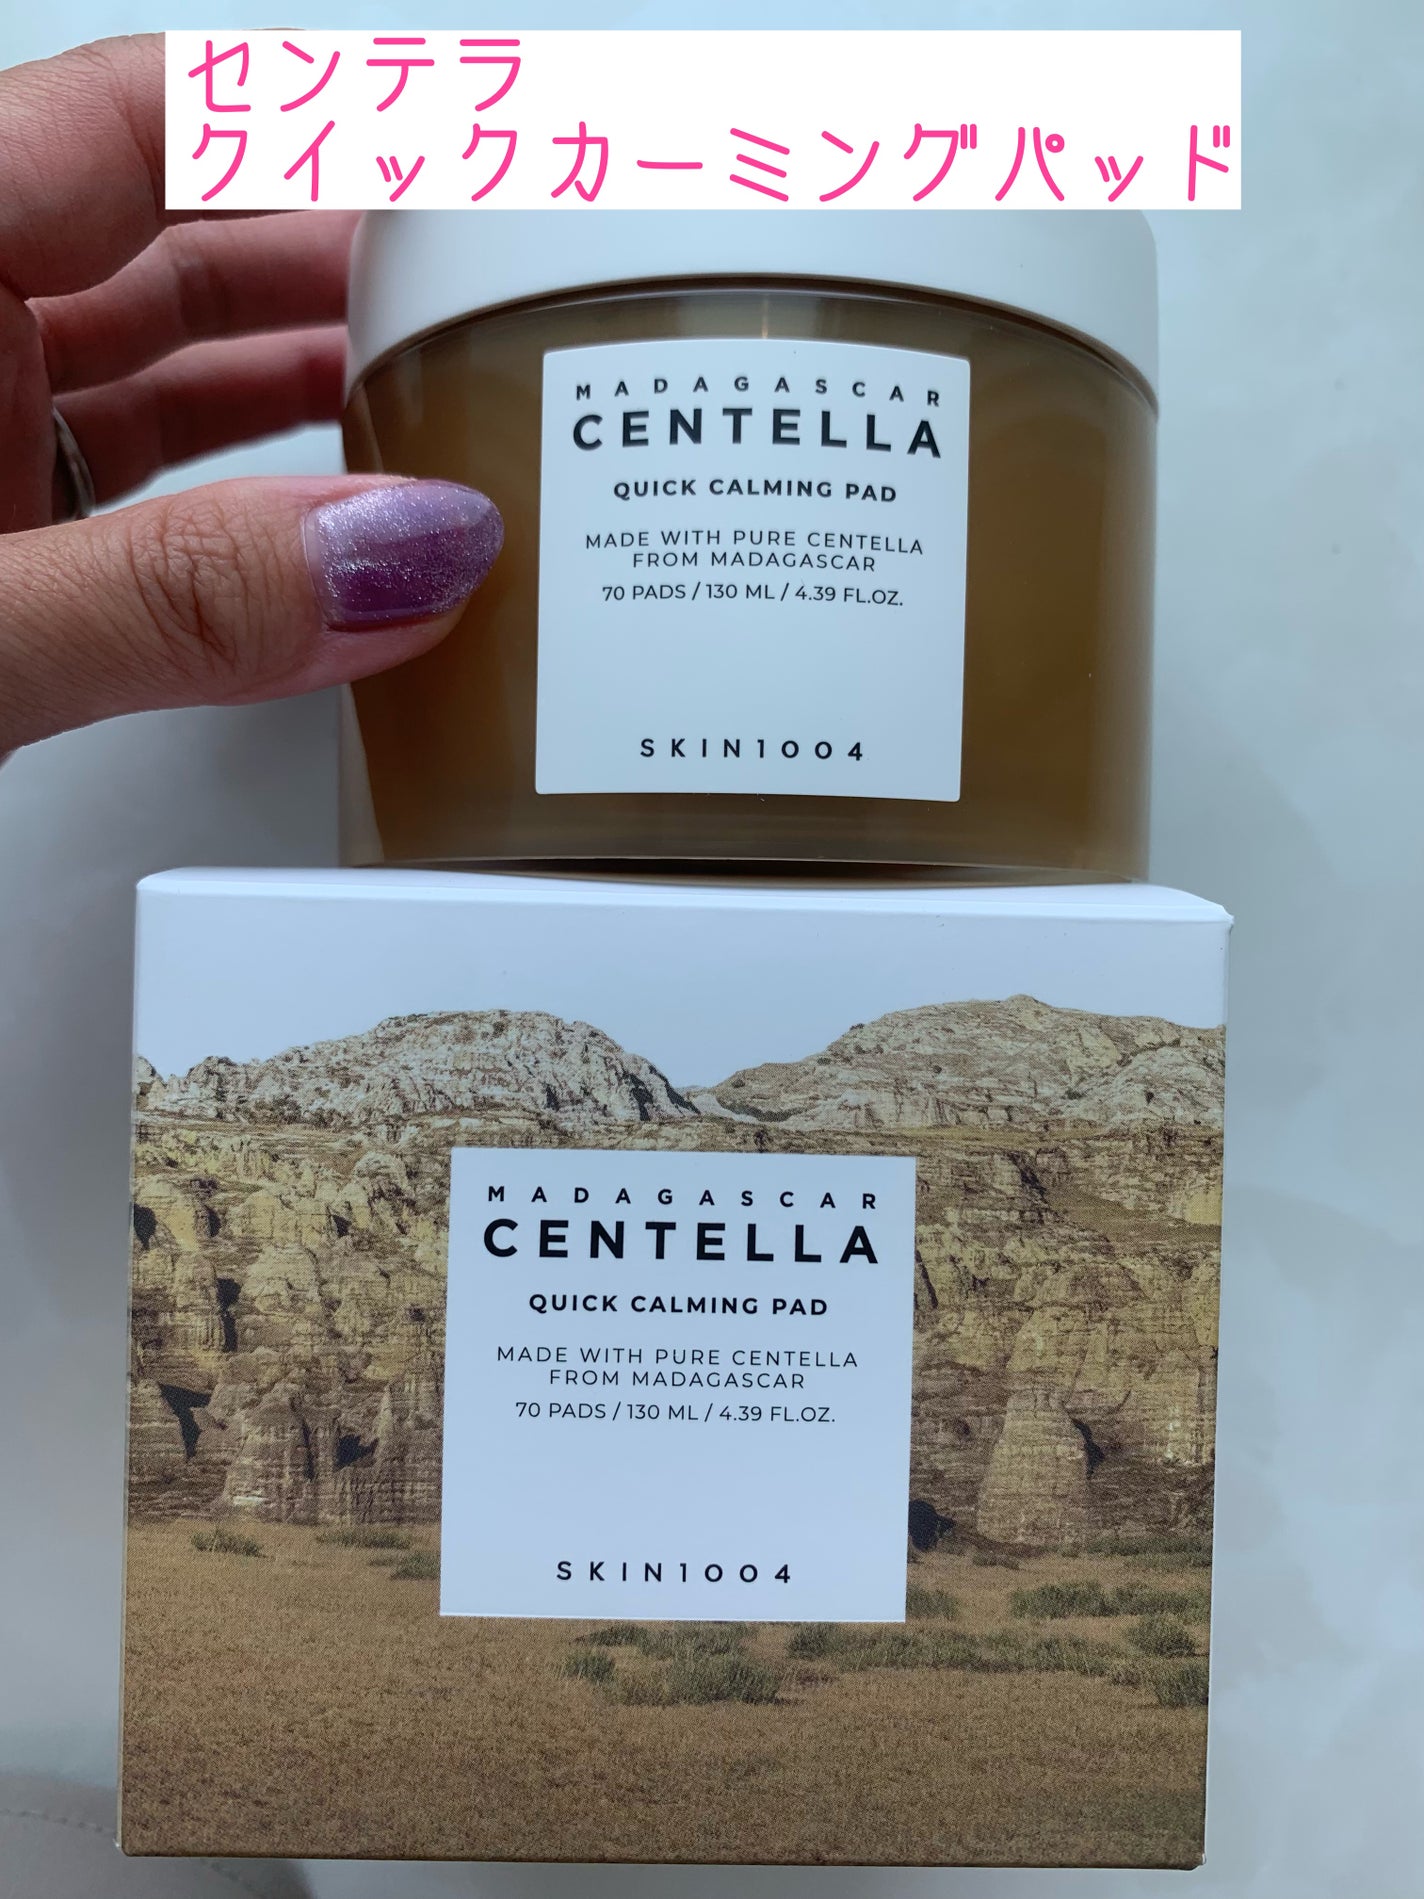 センテラ
クイックカーミングパッド
MADAGASCAR
CENTELLA
QUICK CALMING PAD
MADE WITH PURE CENTELLA
FROM MADAGASCAR
70 PADS / 130 ML / 4.39 FL.OZ.
SKIN1004
MADAGASCAR
CENTELLA
QUICK CALMING PAD
MADE WITH PURE CENTELLA
FROM MADAGASCAR
70 PADS / 130 ML / 4.39 FL.OZ.
SKIN1004